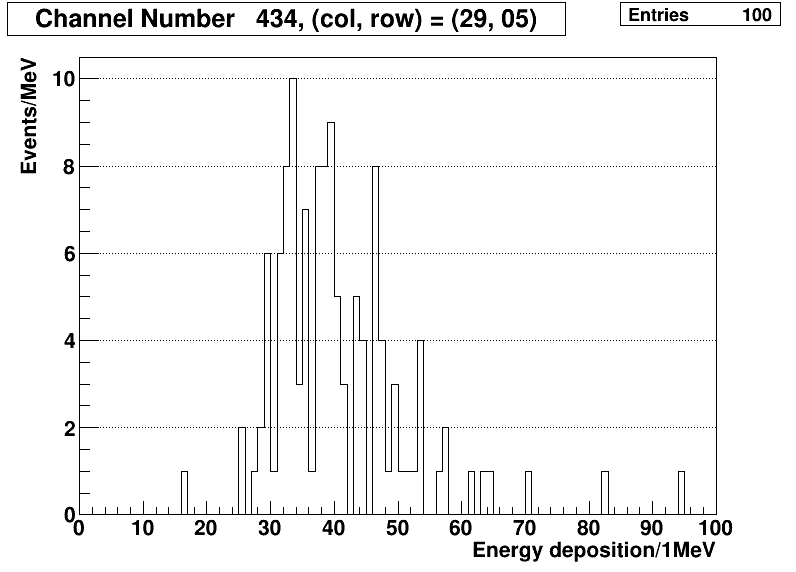 Channel Number 434, (col, row) = (29, 05)
Entries 100
Events/MeV
10
8
6
4
2
0
0 10 20 30 40 50 60 70 80 90 100
Energy deposition/1MeV